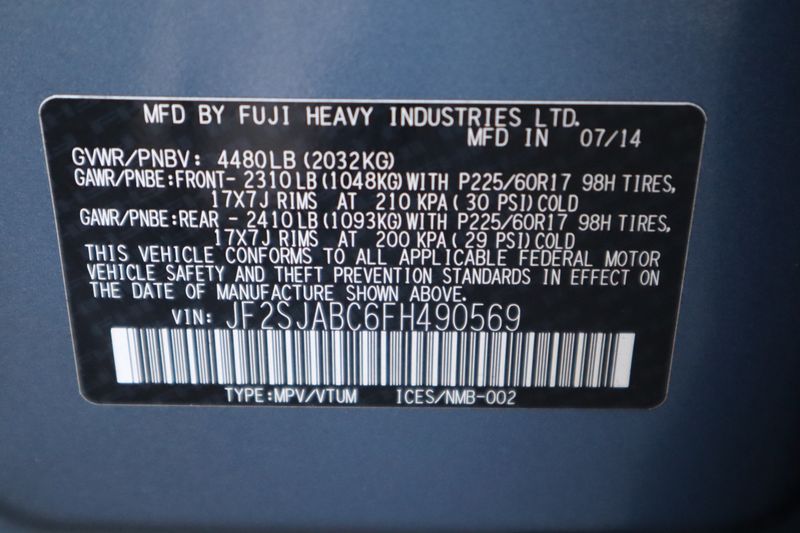 MFD BY FUJI HEAVY INDUSTRIES LTD.
MFD IN 07/14
GVWR/PNBV: 4480LB (2032KG)
GAWR/PNBE:FRONT- 2310LB (1048KG) WITH P225/60R17 98H TIRES,
17X7J RIMS AT 210 KPA ( 30 PSI) COLD
GAWR/PNBE:REAR - 2410LB (1093KG) WITH P225/60R17 98H TIRES,
17X7J RIMS AT 200 KPA ( 29 PSI) COLD
THIS VEHICLE CONFORMS TO ALL APPLICABLE FEDERAL MOTOR
VEHICLE SAFETY AND THEFT PREVENTION STANDARDS IN EFFECT ON
THE DATE OF MANUFACTURE SHOWN ABOVE.
VIN: JF2SJABC6FH490569
TYPE:MPV/VTUM ICES/NMB-002